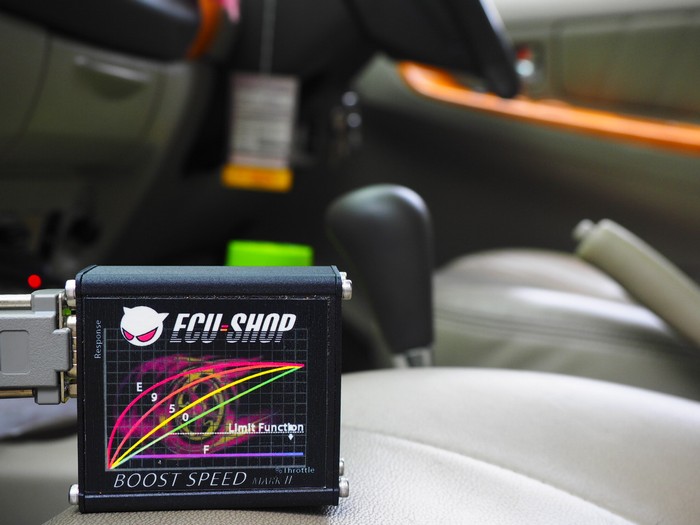 ECU=SHOP
Response
E
9
5
0
Limit Function
F
%Throttle
BOOST SPEED MARK II